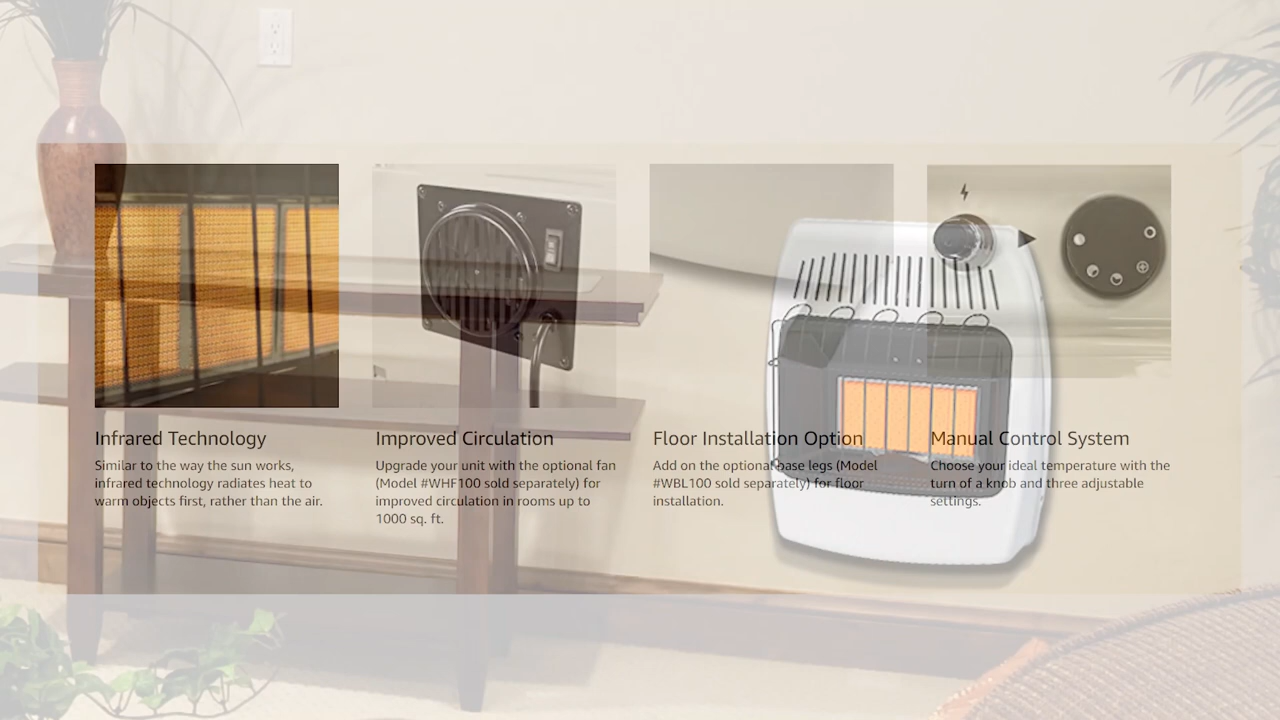 Infrared Technology
Similar to the way the sun works,
infrared technology radiates heat to
warm objects first, rather than the air.
Improved Circulation
Upgrade your unit with the optional fan
(Model #WHF100 sold separately) for
improved circulation in rooms up to
1000 sq. ft.
Floor Installation Option
Add on the optional base legs (Model
#WBL100 sold separately) for floor
installation.
Manual Control System
Choose your ideal temperature with the
turn of a knob and three adjustable
settings.